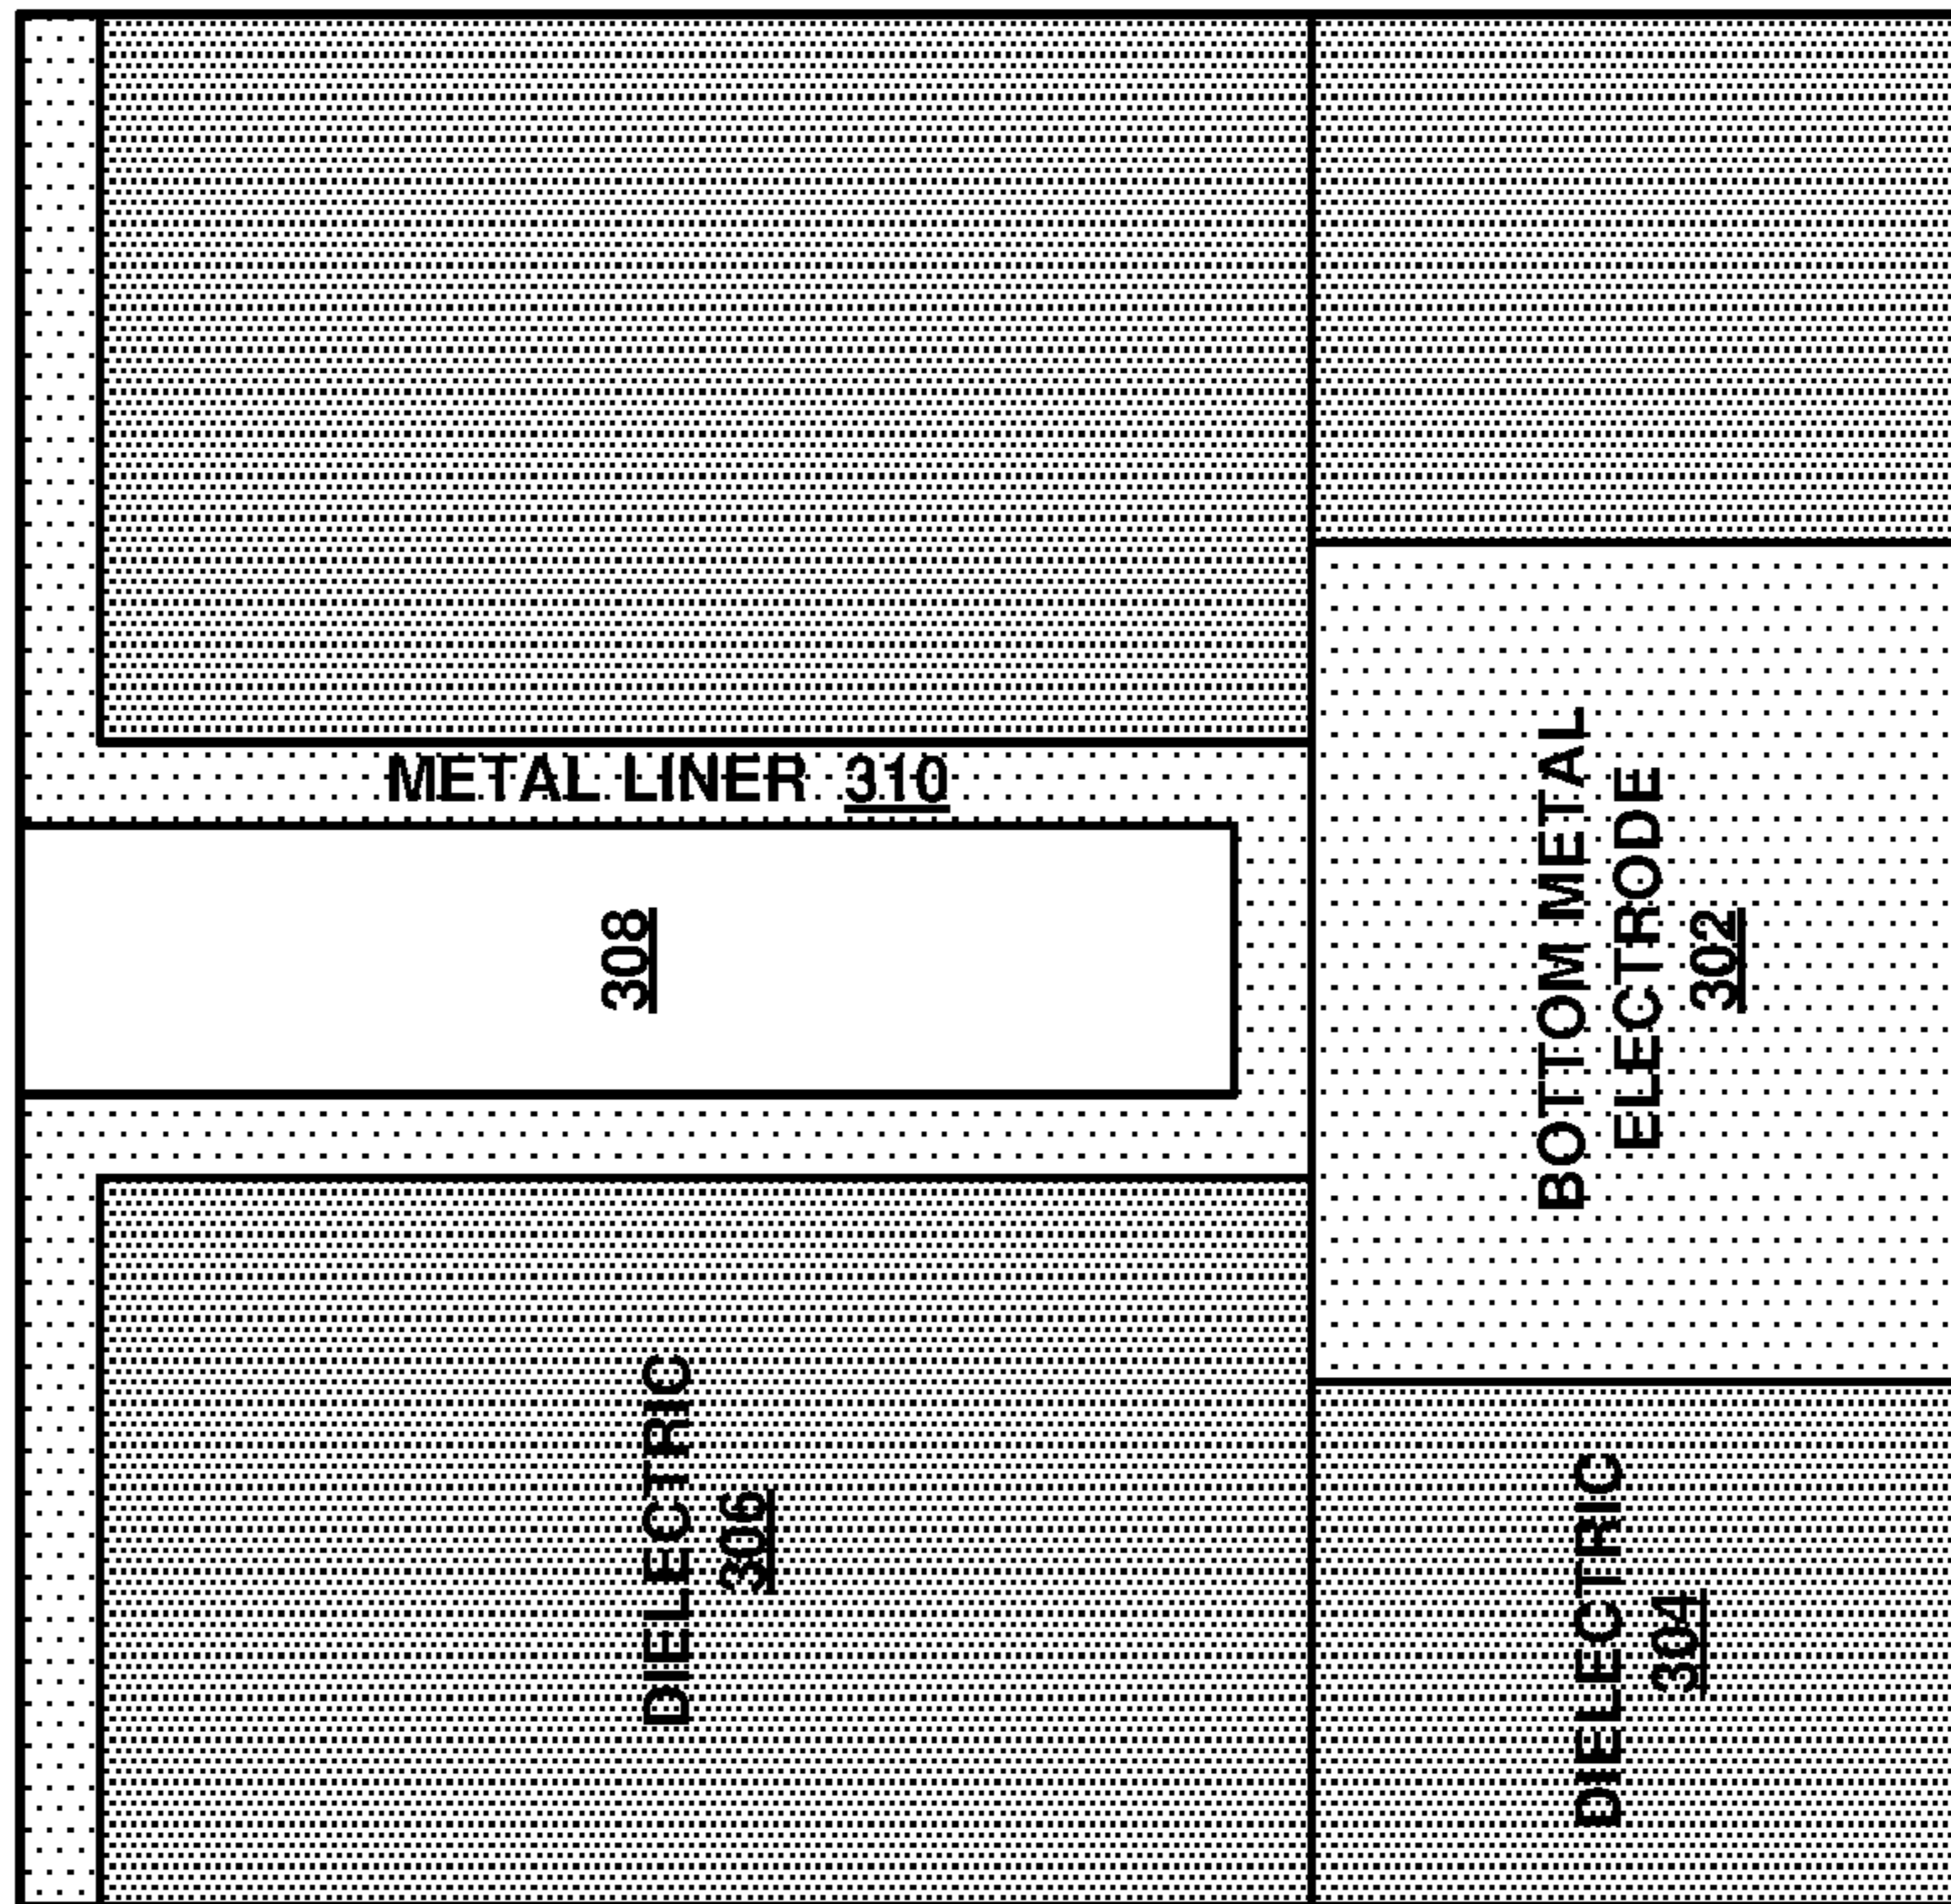 METAL LINER 310
308
DIELECTRIC
306
BOTTOM METAL
ELECTRODE
302
DIELECTRIC
304